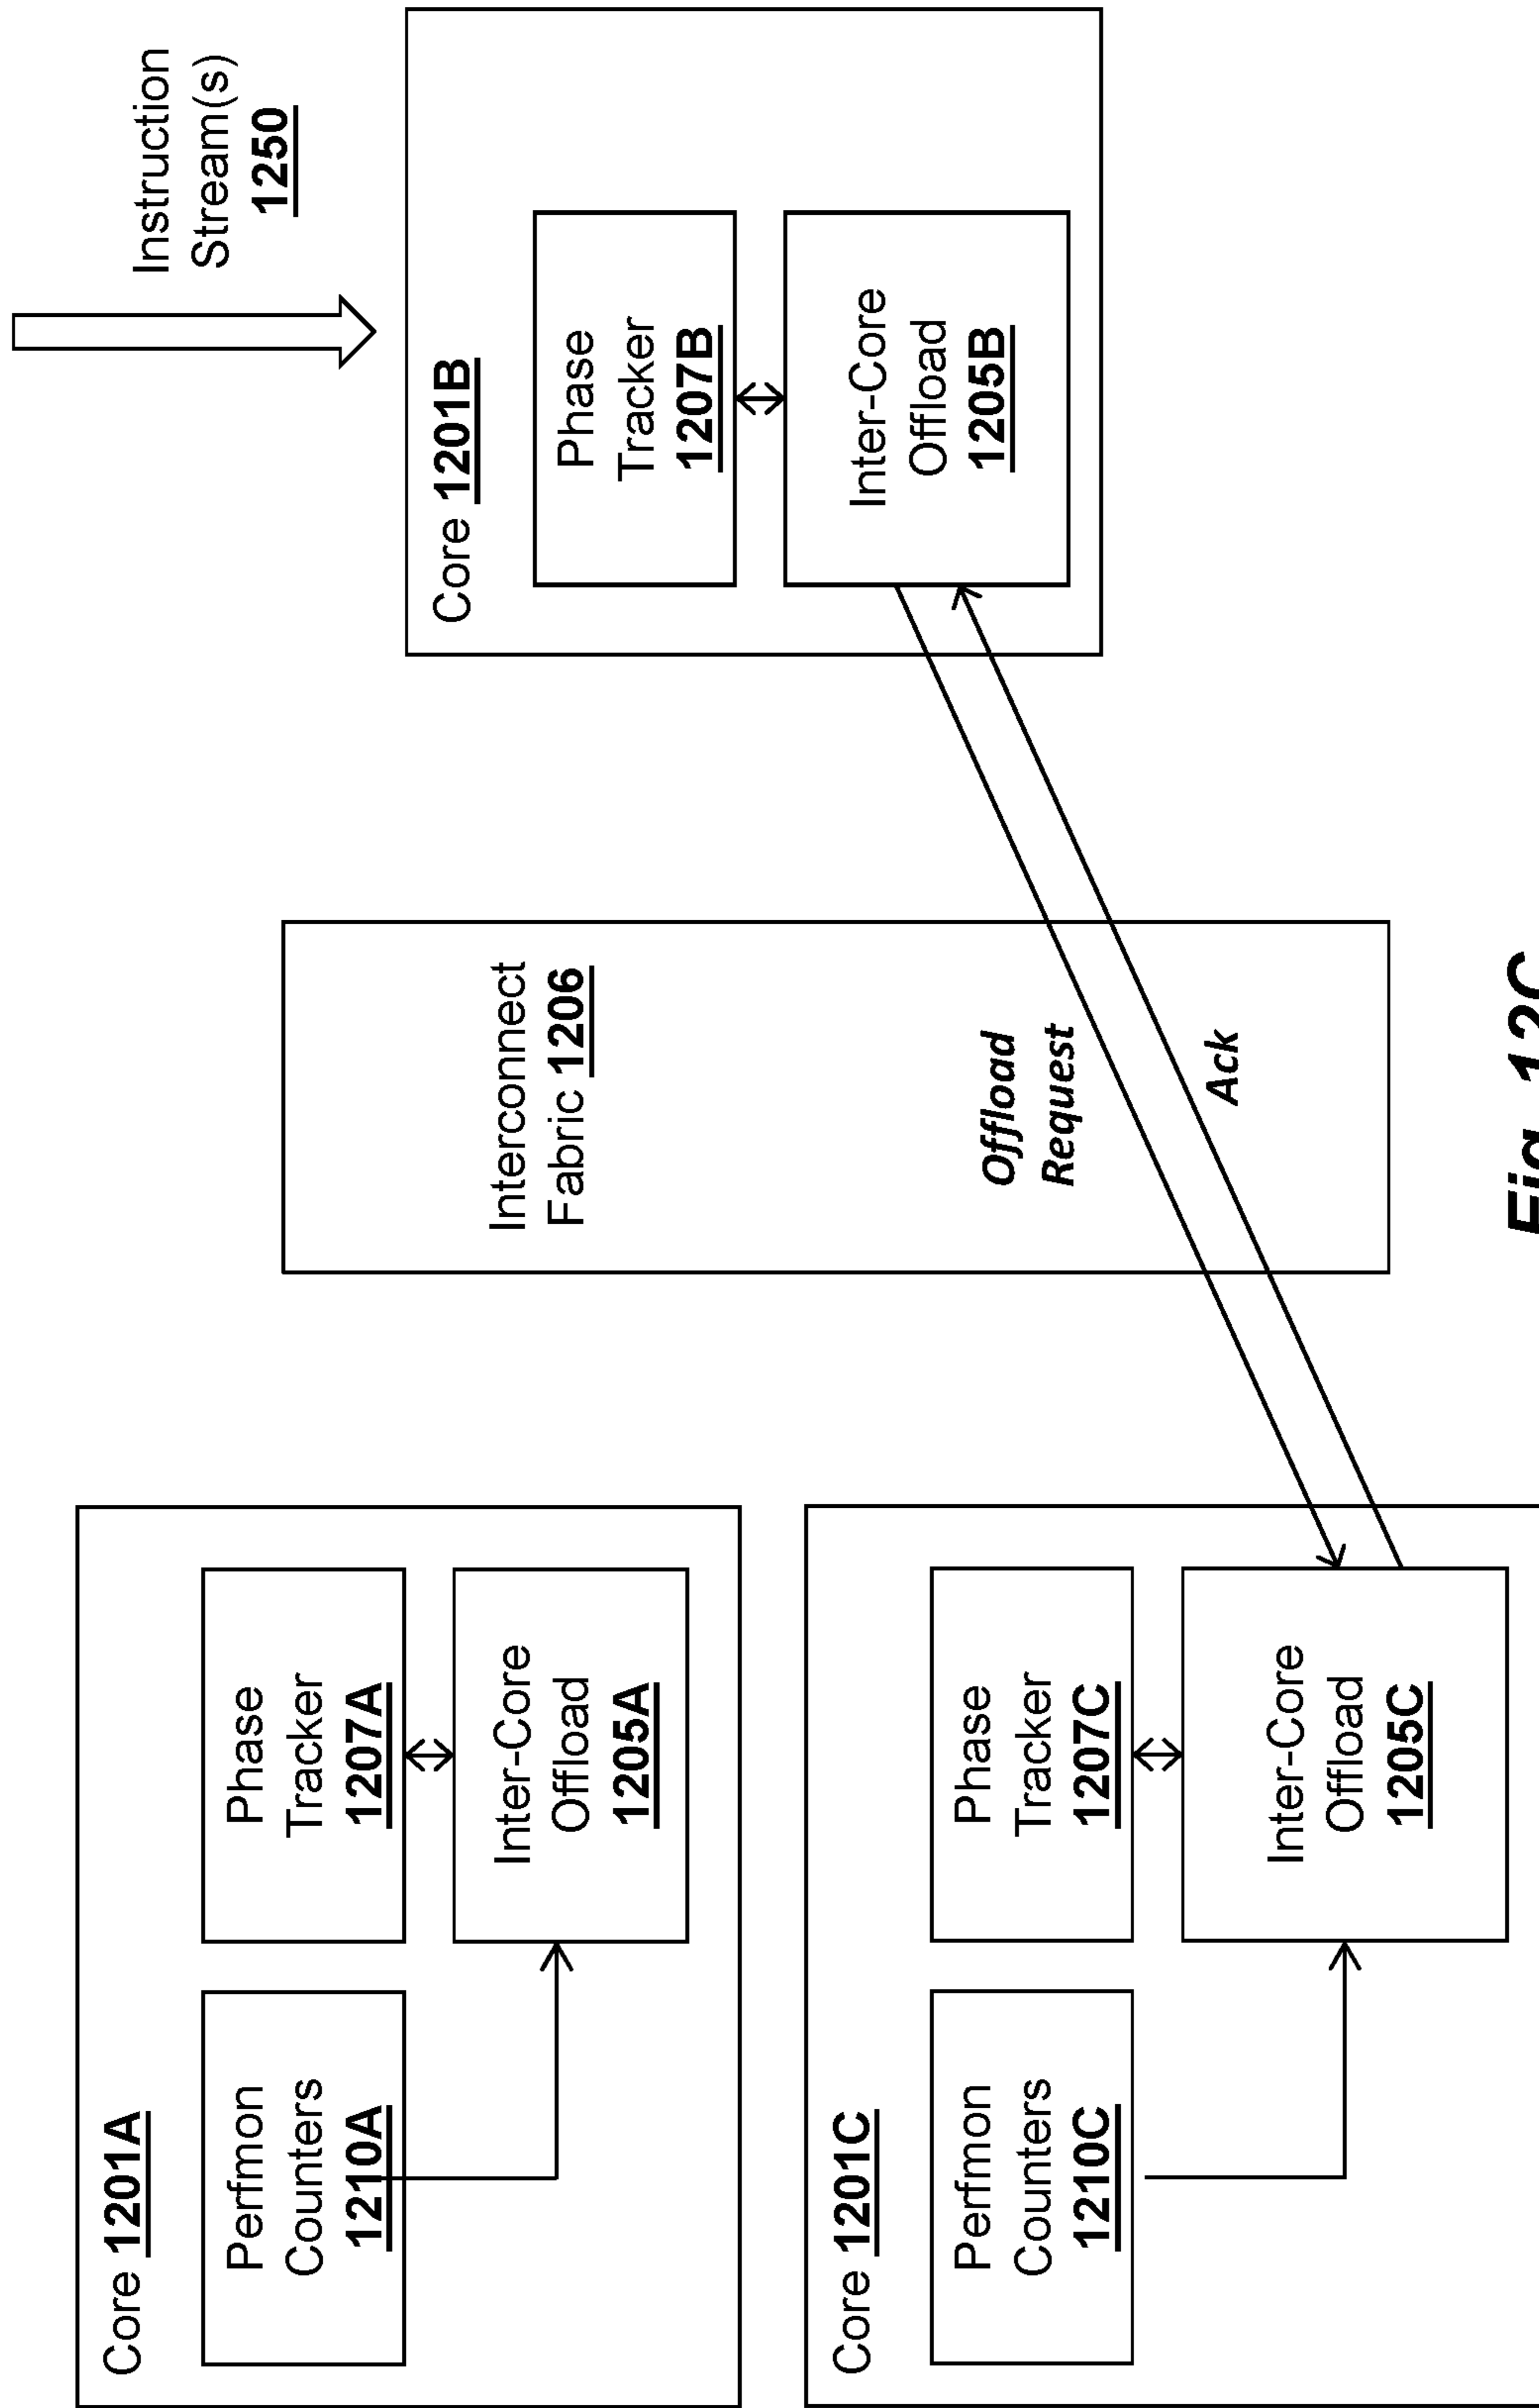 Core 1201A
Perfmon
Counters
1210A
Phase
Tracker
1207A
Inter-Core
Offload
1205A
Core 1201C
Perfmon
Counters
1210C
Phase
Tracker
1207C
Inter-Core
Offload
1205C
Interconnect
Fabric 1206
Offload
Request
Ack
Instruction
Stream(s)
1250
Core 1201B
Phase
Tracker
1207B
Inter-Core
Offload
1205B
Fig. 12C